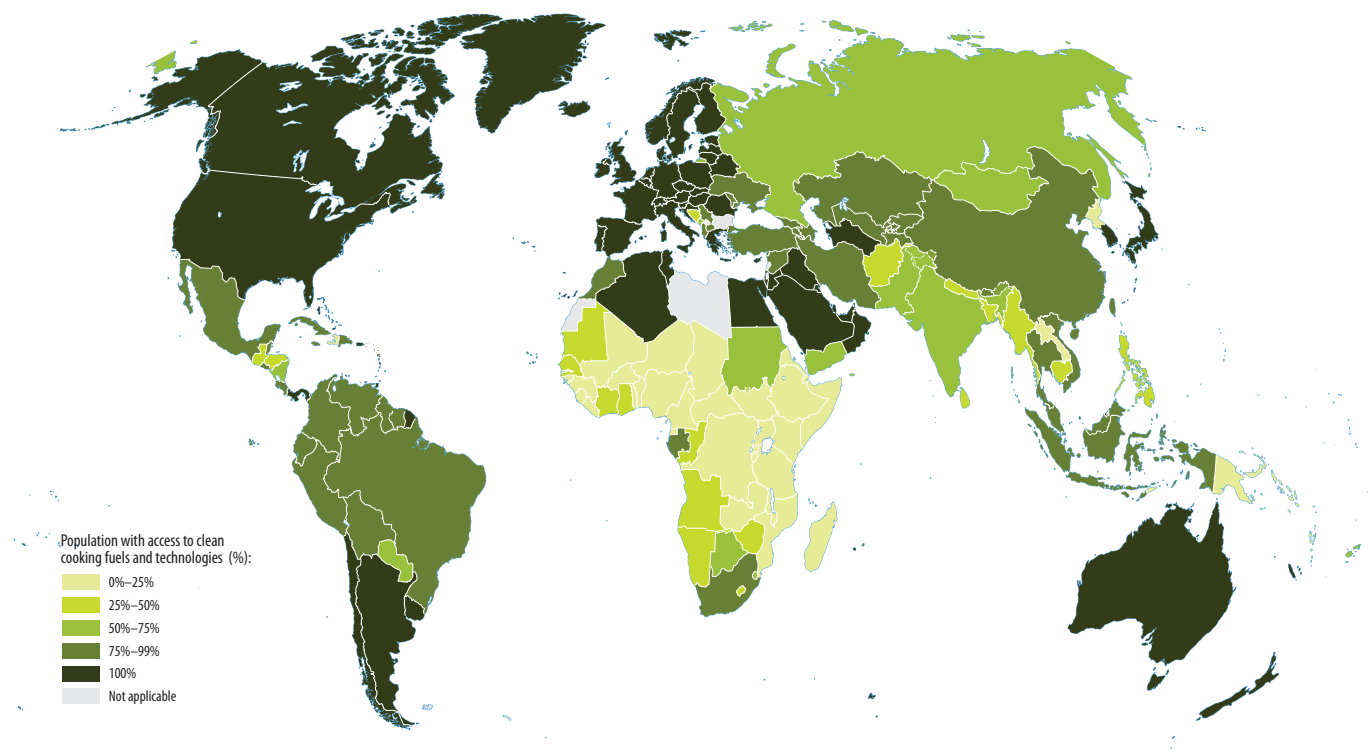 Population with access to clean
cooking fuels and technologies (%):
0%–25%
25%–50%
50%–75%
75%–99%
100%
Not applicable